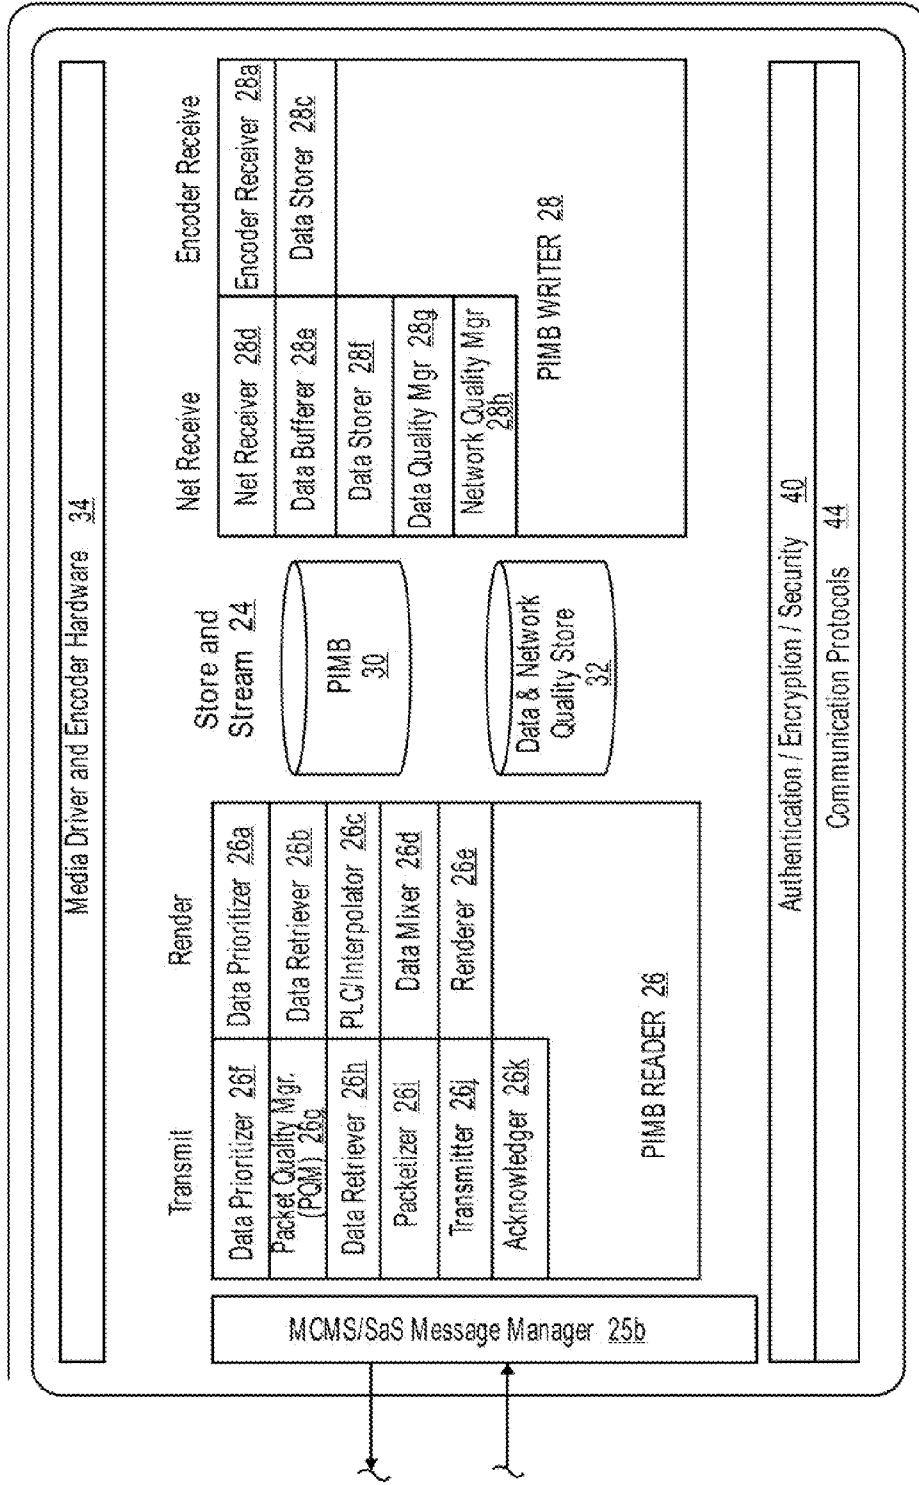 Media Driver and Encoder Hardware 34
Transmit
Render
Store and
Stream 24
Net Receive
Encoder Receive
MCMS/SaS Message Manager 25b
Data Prioritizer 26f
Packet Quality Mgr.
(PQM) 26g
Data Retriever 26h
Packetizer 26i
Transmitter 26j
Acknowledger 26k
Data Prioritizer 26a
Data Retriever 26b
PLC/Interpolator 26c
Data Mixer 26d
Renderer 26e
PIMB READER 26
PIMB
30
Data & Network
Quality Store
32
Net Receiver 28d
Data Bufferer 28e
Data Storer 28f
Data Quality Mgr 28g
Network Quality Mgr
28h
Encoder Receiver 28a
Data Storer 28c
PIMB WRITER 28
Authentication / Encryption / Security 40
Communication Protocols 44